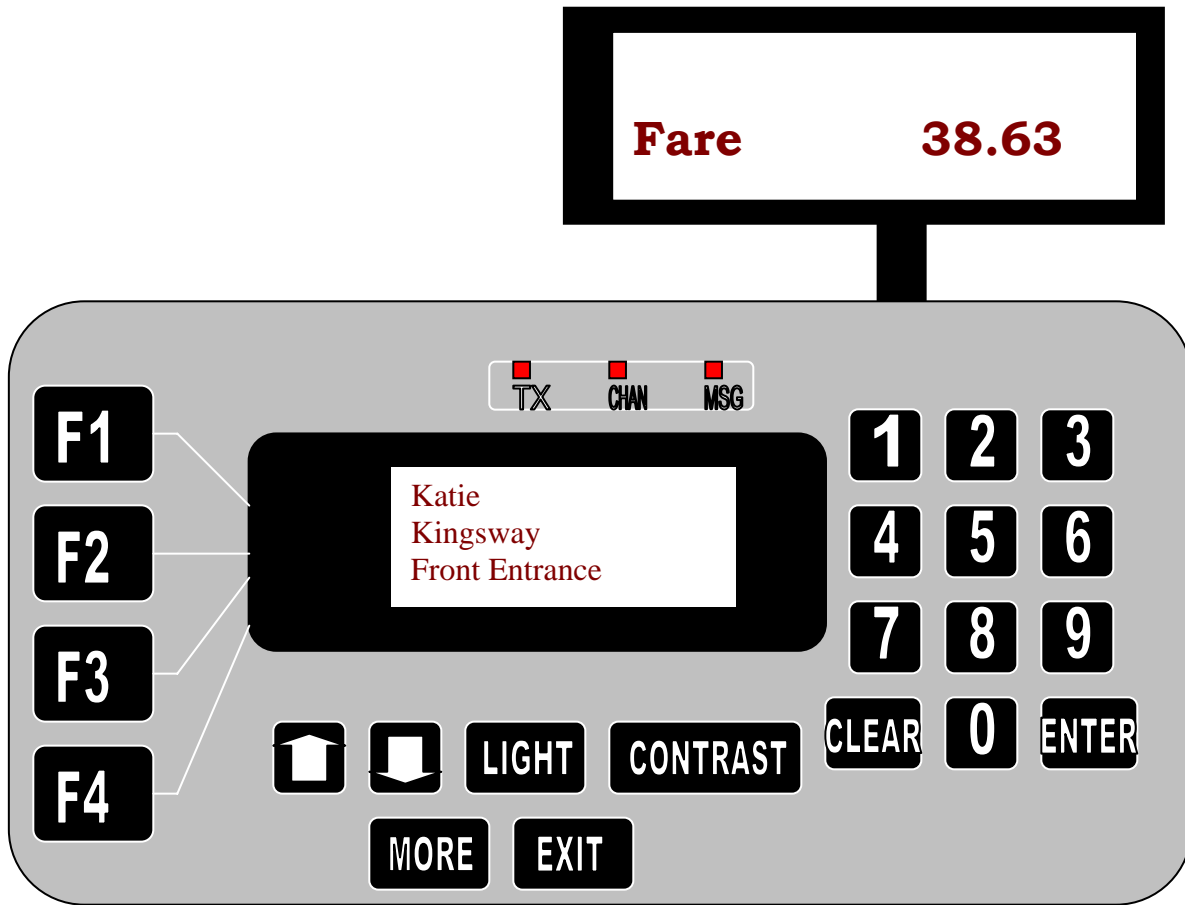 Fare 38.63
TX CHAN MSG
F1
F2
F3
F4
Katie
Kingsway
Front Entrance
1 2 3
4 5 6
7 8 9
CLEAR 0 ENTER
LIGHT CONTRAST
MORE EXIT